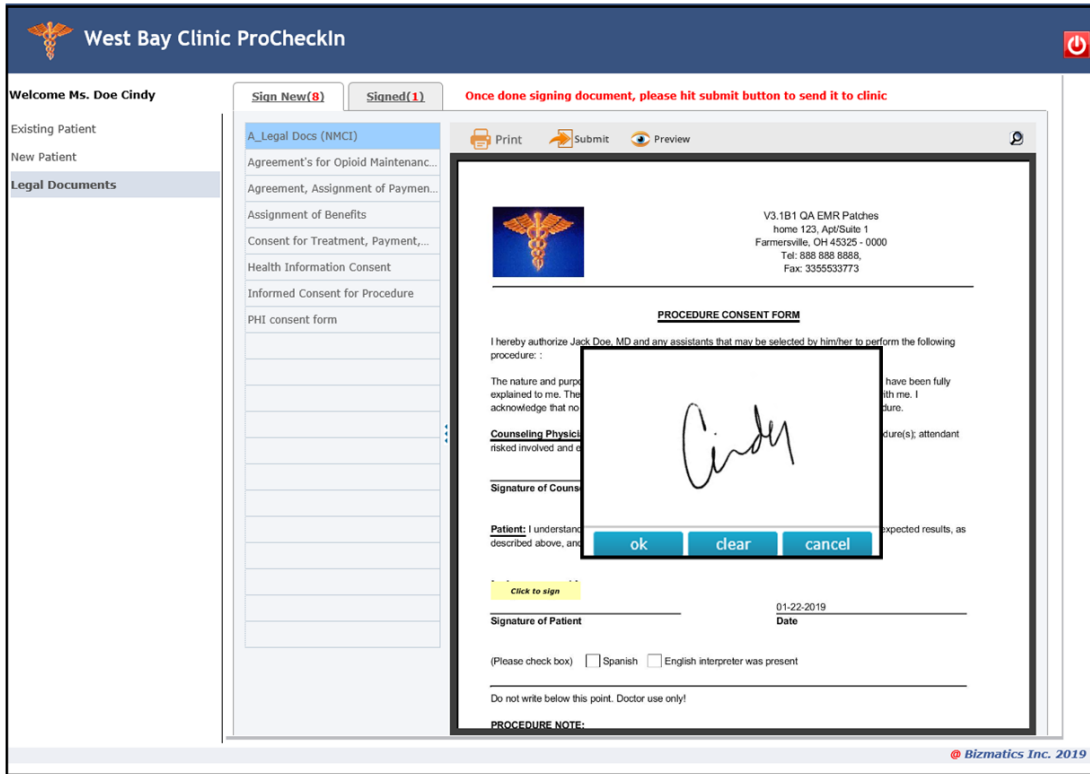 West Bay Clinic ProCheckIn
Welcome Ms. Doe Cindy
Existing Patient
New Patient
Legal Documents
Sign New(8)
Signed(1)
Once done signing document, please hit submit button to send it to clinic
A_Legal Docs (NMCI)
Agreement's for Opioid Maintenanc...
Agreement, Assignment of Paymen...
Assignment of Benefits
Consent for Treatment, Payment,...
Health Information Consent
Informed Consent for Procedure
PHI consent form
Print
Submit
Preview
V3.1B1 QA EMR Patches
home 123, Apt/Suite 1
Farmersville, OH 45325 - 0000
Tel: 888 888 8888,
Fax: 3355533773
PROCEDURE CONSENT FORM
I hereby authorize Jack Doe, MD and any assistants that may be selected by him/her to perform the following
procedure: :
The nature and purp have been fully
explained to me. The ith me. I
acknowledge that no dure.
Counseling Physici dure(s); attendant
risked involved and e
Signature of Couns
Patient: I understand expected results, as
described above, and
Cindy
ok
clear
cancel
Click to sign
01-22-2019
Signature of Patient
Date
(Please check box) Spanish English interpreter was present
Do not write below this point. Doctor use only!
PROCEDURE NOTE:
@ Bizmatics Inc. 2019